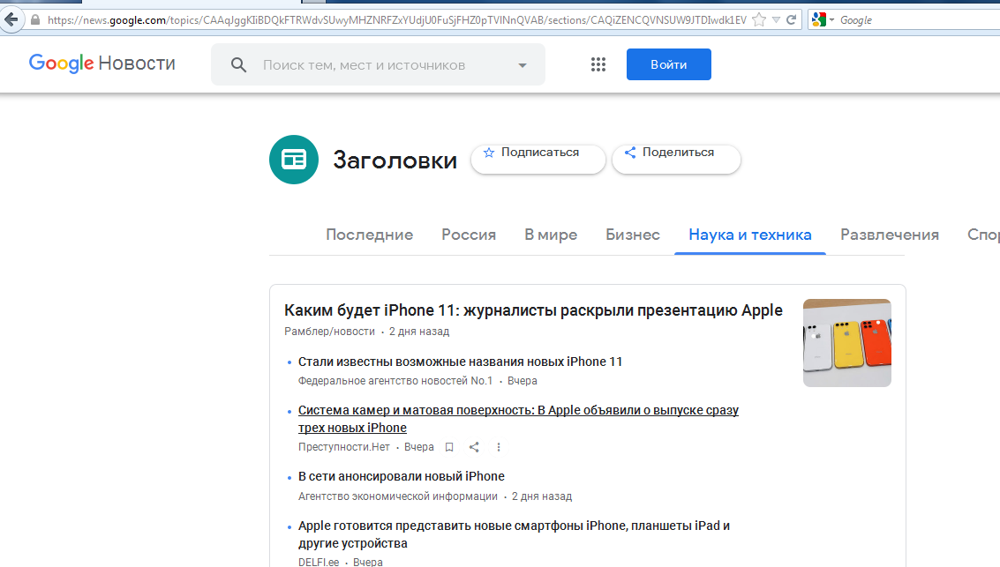 https://news.google.com/topics/CAAqJggKIiBDQkFTRWdvSUwyMHZNRFZxYUdjU0FuSjFHZ0pTVlNnQVAB/sections/CAQiZENCQVNSUW9JTDIwdk1EV
Google
Google Новости
Поиск тем, мест и источников
Войти
Заголовки
Подписаться
Поделиться
Последние Россия В мире Бизнес Наука и техника Развлечения Спор
Каким будет iPhone 11: журналисты раскрыли презентацию Apple
Рамблер/новости · 2 дня назад
Стали известны возможные названия новых iPhone 11
Федеральное агентство новостей No.1 · Вчера
Система камер и матовая поверхность: В Apple объявили о выпуске сразу
трех новых iPhone
Преступности.Нет · Вчера
В сети анонсировали новый iPhone
Агентство экономической информации · 2 дня назад
Apple готовится представить новые смартфоны iPhone, планшеты iPad и
другие устройства
DELFI.ee · Вчера